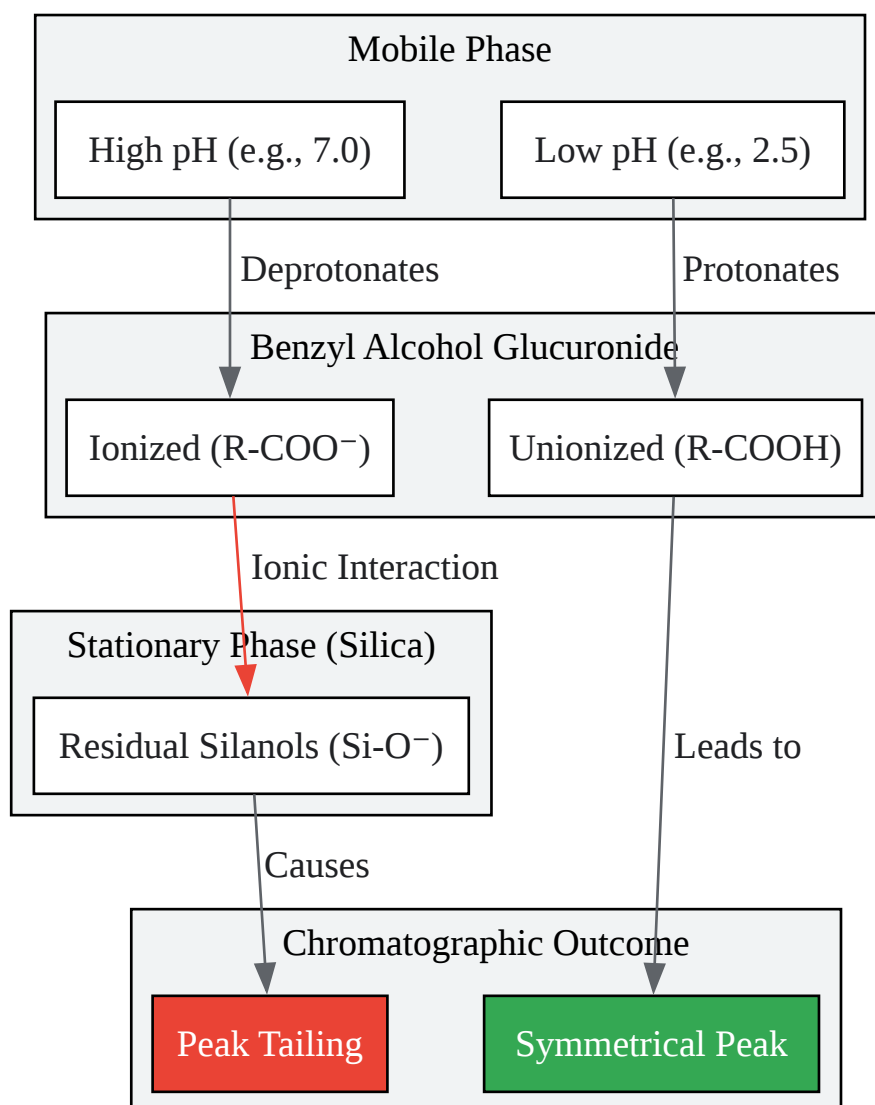 Mobile Phase
High pH (e.g., 7.0)
Low pH (e.g., 2.5)
Deprotonates
Protonates
Benzyl Alcohol Glucuronide
Ionized (R-COO⁻)
Unionized (R-COOH)
Ionic Interaction
Stationary Phase (Silica)
Residual Silanols (Si-O⁻)
Leads to
Causes
Chromatographic Outcome
Peak Tailing
Symmetrical Peak